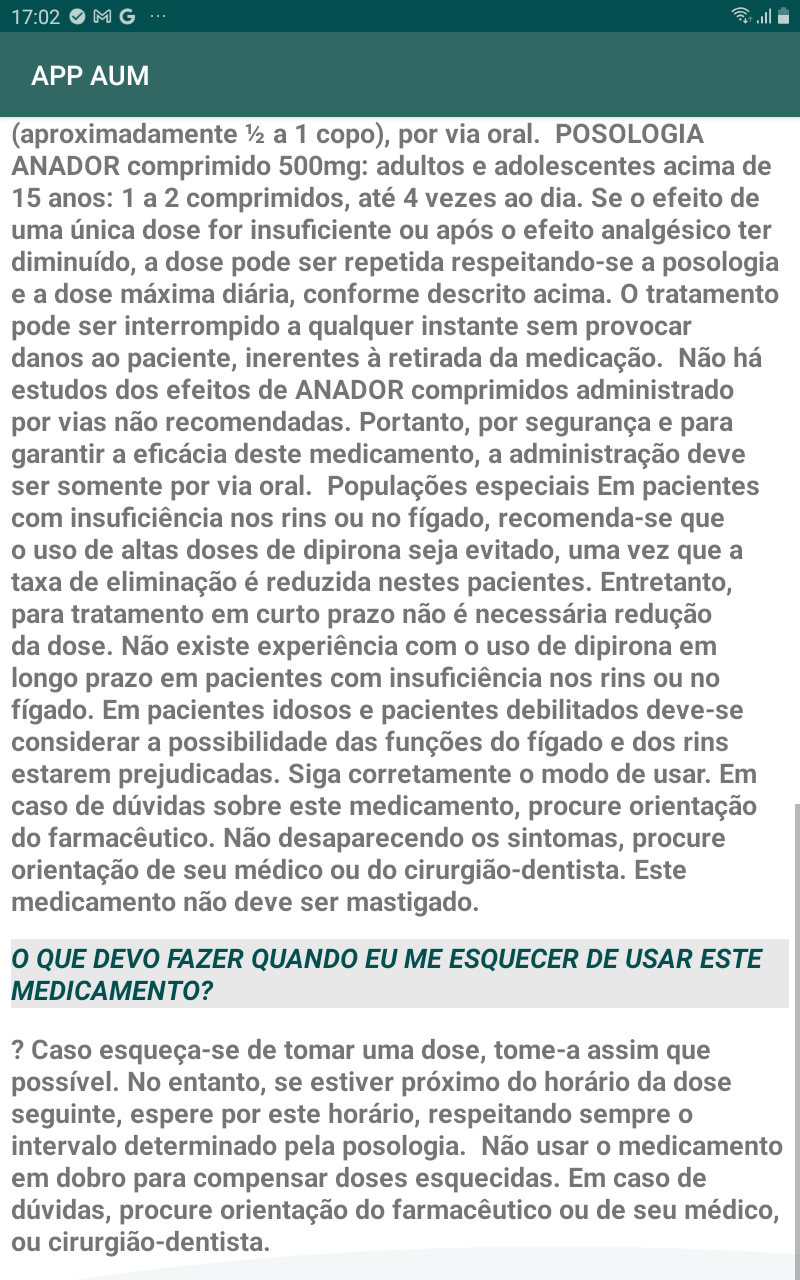 17:02
APP AUM
(aproximadamente ½ a 1 copo), por via oral.  POSOLOGIA
ANADOR comprimido 500mg: adultos e adolescentes acima de
15 anos: 1 a 2 comprimidos, até 4 vezes ao dia. Se o efeito de
uma única dose for insuficiente ou após o efeito analgésico ter
diminuído, a dose pode ser repetida respeitando-se a posologia
e a dose máxima diária, conforme descrito acima. O tratamento
pode ser interrompido a qualquer instante sem provocar
danos ao paciente, inerentes à retirada da medicação.  Não há
estudos dos efeitos de ANADOR comprimidos administrado
por vias não recomendadas. Portanto, por segurança e para
garantir a eficácia deste medicamento, a administração deve
ser somente por via oral.  Populações especiais Em pacientes
com insuficiência nos rins ou no fígado, recomenda-se que
o uso de altas doses de dipirona seja evitado, uma vez que a
taxa de eliminação é reduzida nestes pacientes. Entretanto,
para tratamento em curto prazo não é necessária redução
da dose. Não existe experiência com o uso de dipirona em
longo prazo em pacientes com insuficiência nos rins ou no
fígado. Em pacientes idosos e pacientes debilitados deve-se
considerar a possibilidade das funções do fígado e dos rins
estarem prejudicadas. Siga corretamente o modo de usar. Em
caso de dúvidas sobre este medicamento, procure orientação
do farmacêutico. Não desaparecendo os sintomas, procure
orientação de seu médico ou do cirurgião-dentista. Este
medicamento não deve ser mastigado.
O QUE DEVO FAZER QUANDO EU ME ESQUECER DE USAR ESTE
MEDICAMENTO?
? Caso esqueça-se de tomar uma dose, tome-a assim que
possível. No entanto, se estiver próximo do horário da dose
seguinte, espere por este horário, respeitando sempre o
intervalo determinado pela posologia.  Não usar o medicamento
em dobro para compensar doses esquecidas. Em caso de
dúvidas, procure orientação do farmacêutico ou de seu médico,
ou cirurgião-dentista.